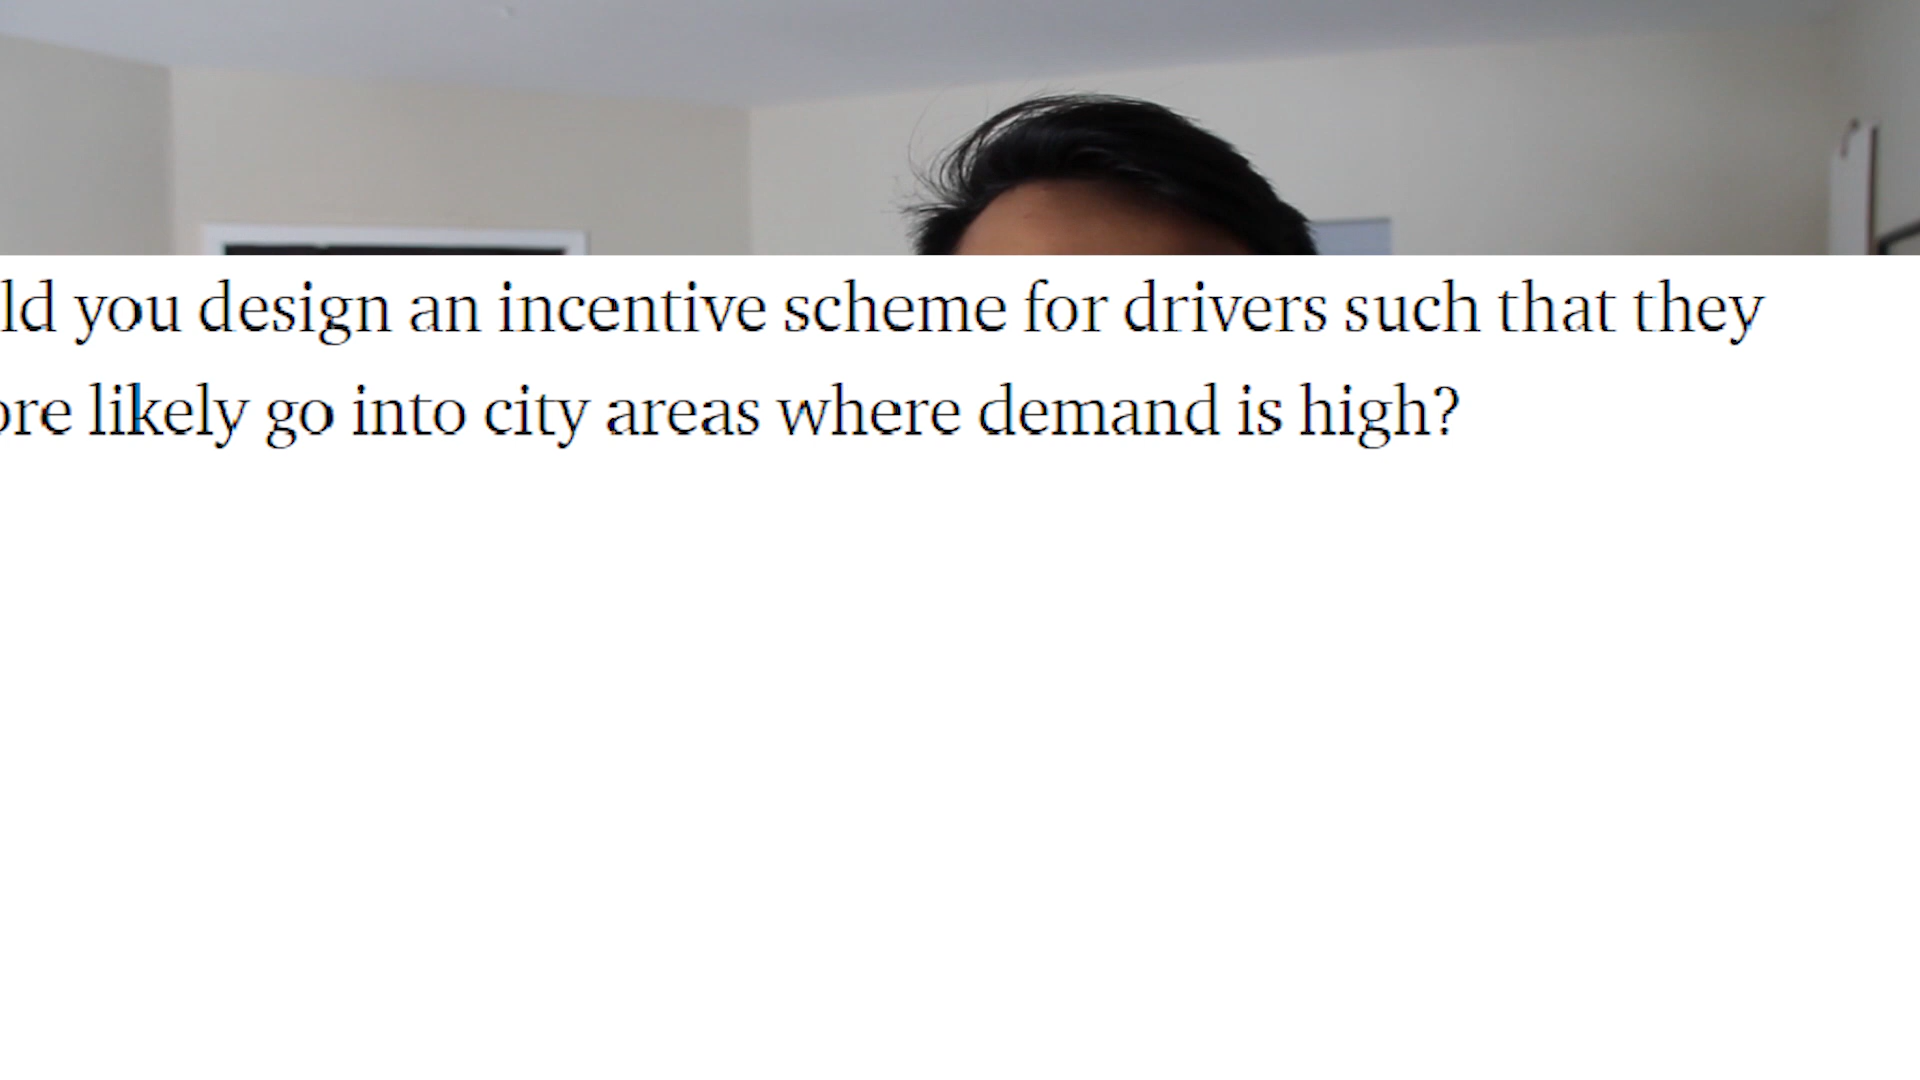 ld you design an incentive scheme for drivers such that they
ore likely go into city areas where demand is high?